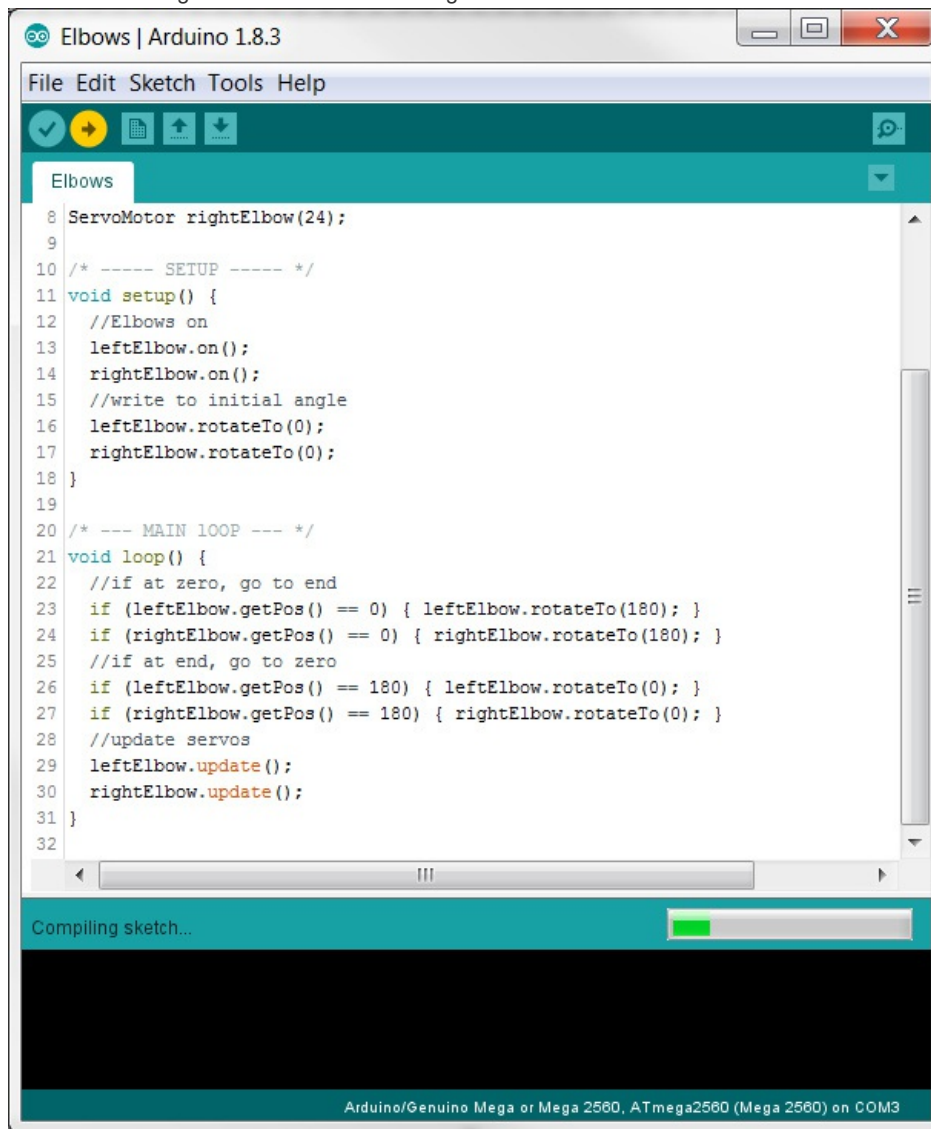 Elbows | Arduino 1.8.3
File Edit Sketch Tools Help
Elbows
8 ServoMotor rightElbow(24);
9
10 /* ----- SETUP ----- */
11 void setup() {
12 //Elbows on
13 leftElbow.on();
14 rightElbow.on();
15 //write to initial angle
16 leftElbow.rotateTo(0);
17 rightElbow.rotateTo(0);
18 }
19
20 /* --- MAIN lOOP --- */
21 void loop() {
22 //if at zero, go to end
23 if (leftElbow.getPos() == 0) { leftElbow.rotateTo(180); }
24 if (rightElbow.getPos() == 0) { rightElbow.rotateTo(180); }
25 //if at end, go to zero
26 if (leftElbow.getPos() == 180) { leftElbow.rotateTo(0); }
27 if (rightElbow.getPos() == 180) { rightElbow.rotateTo(0); }
28 //update servos
29 leftElbow.update();
30 rightElbow.update();
31 }
32
Compiling sketch...
Arduino/Genuino Mega or Mega 2560, ATmega2560 (Mega 2560) on COM3